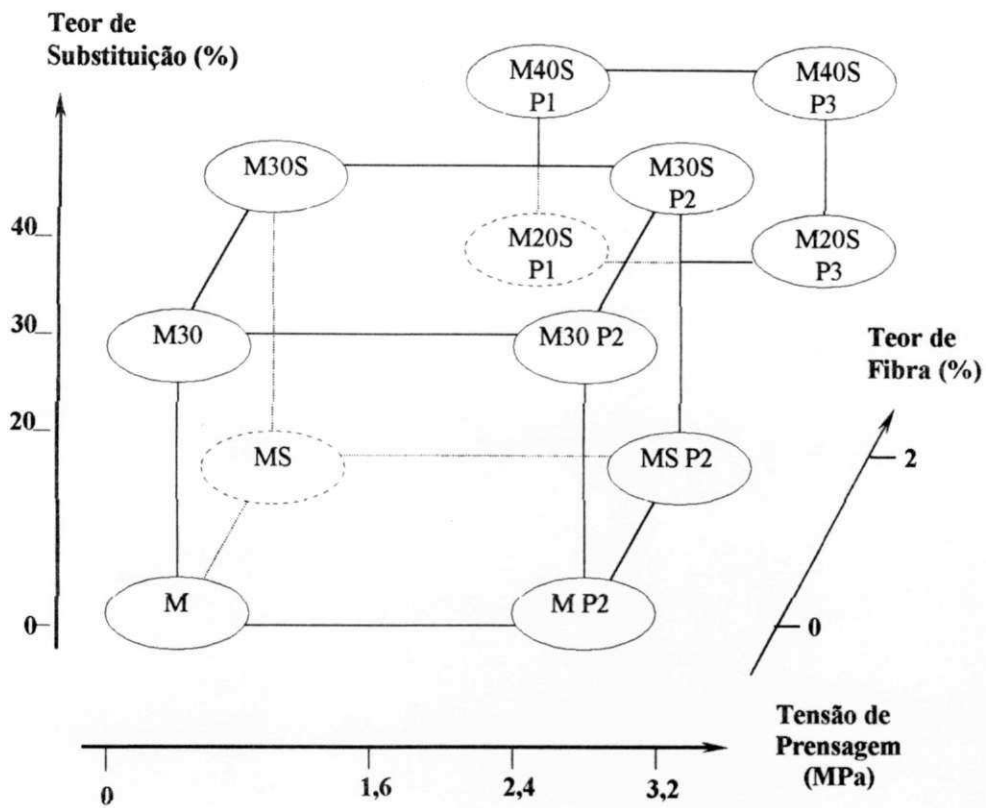 Teor de
Substituição (%)
M40S
P1
M40S
P3
M30S
M30S
P2
40
M20S
P1
M20S
P3
30
M30
M30 P2
Teor de
Fibra (%)
20
MS
MS P2
2
M
M P2
0
0
Tensão de
Prensagem
(MPa)
0
1,6
2,4
3,2